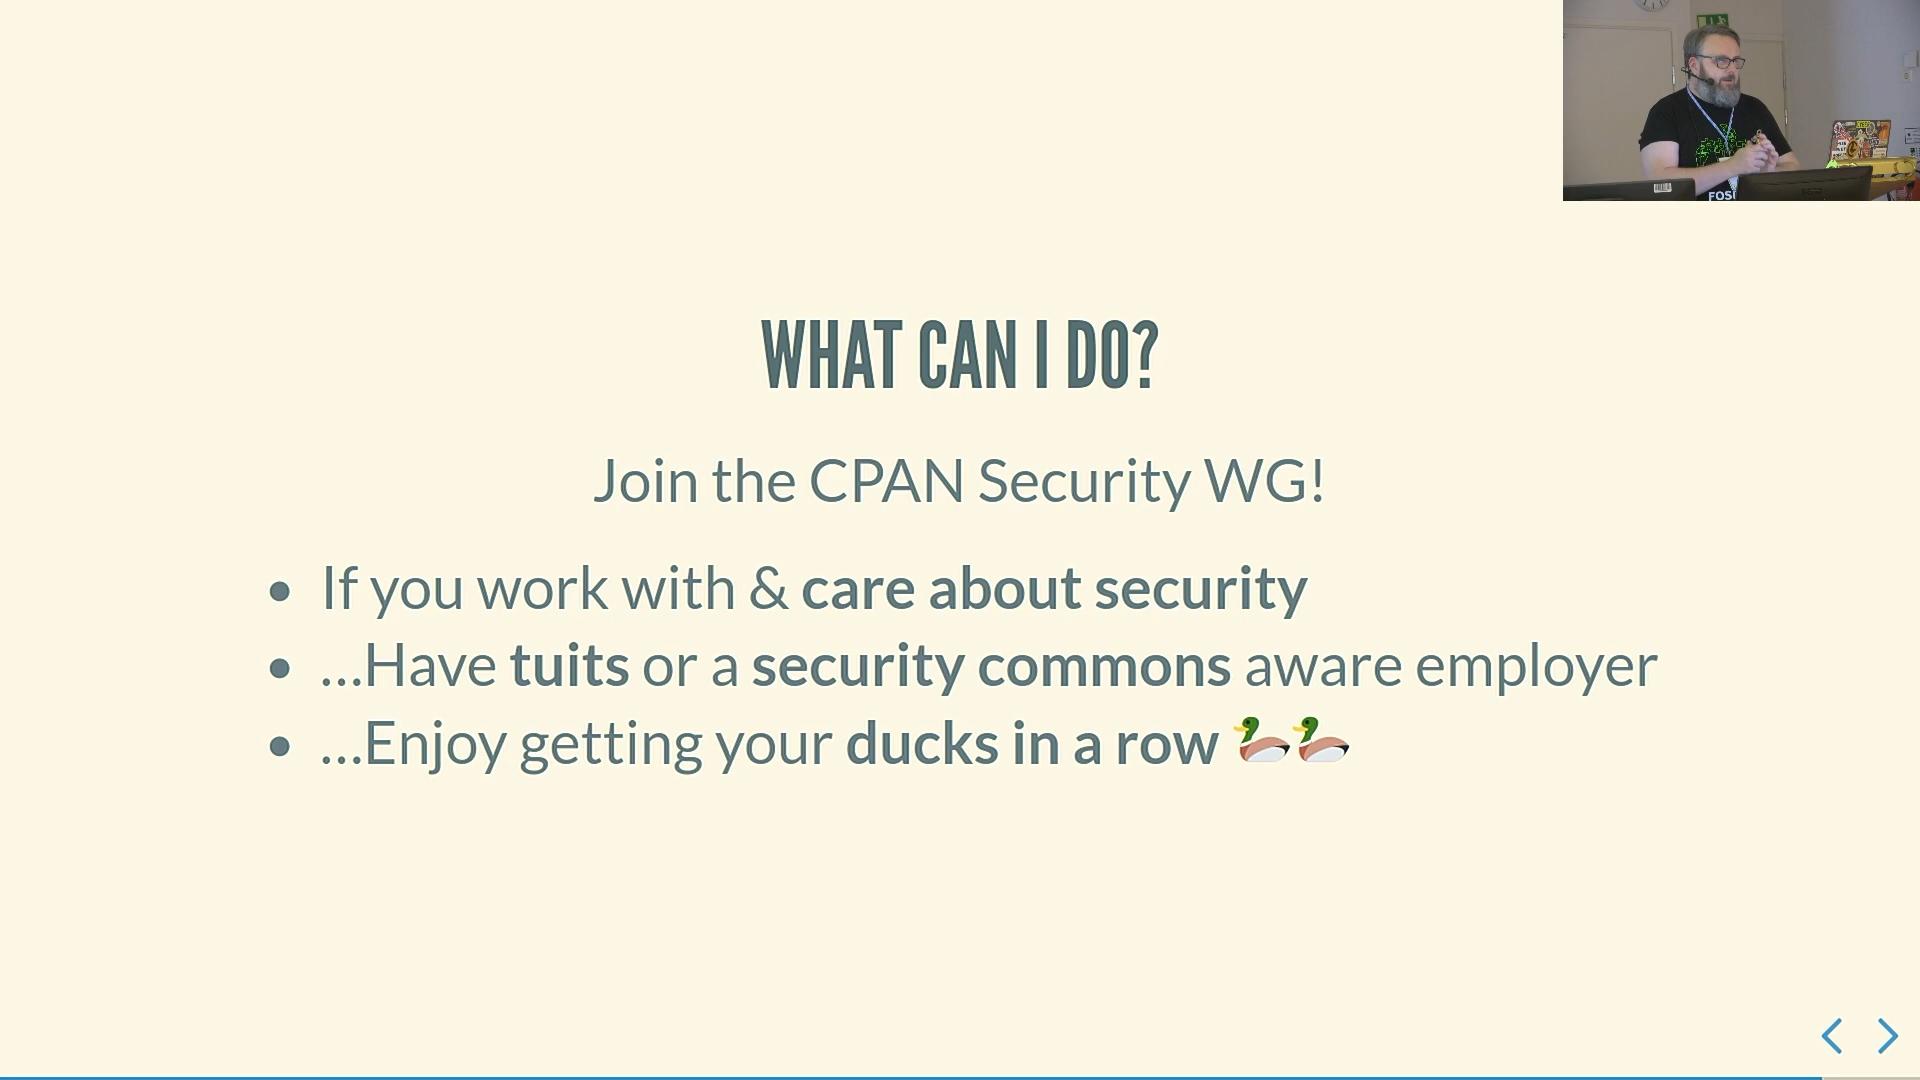 WHAT CAN I DO?
Join the CPAN Security WG!
If you work with & care about security
...Have tuits or a security commons aware employer
...Enjoy getting your ducks in a row